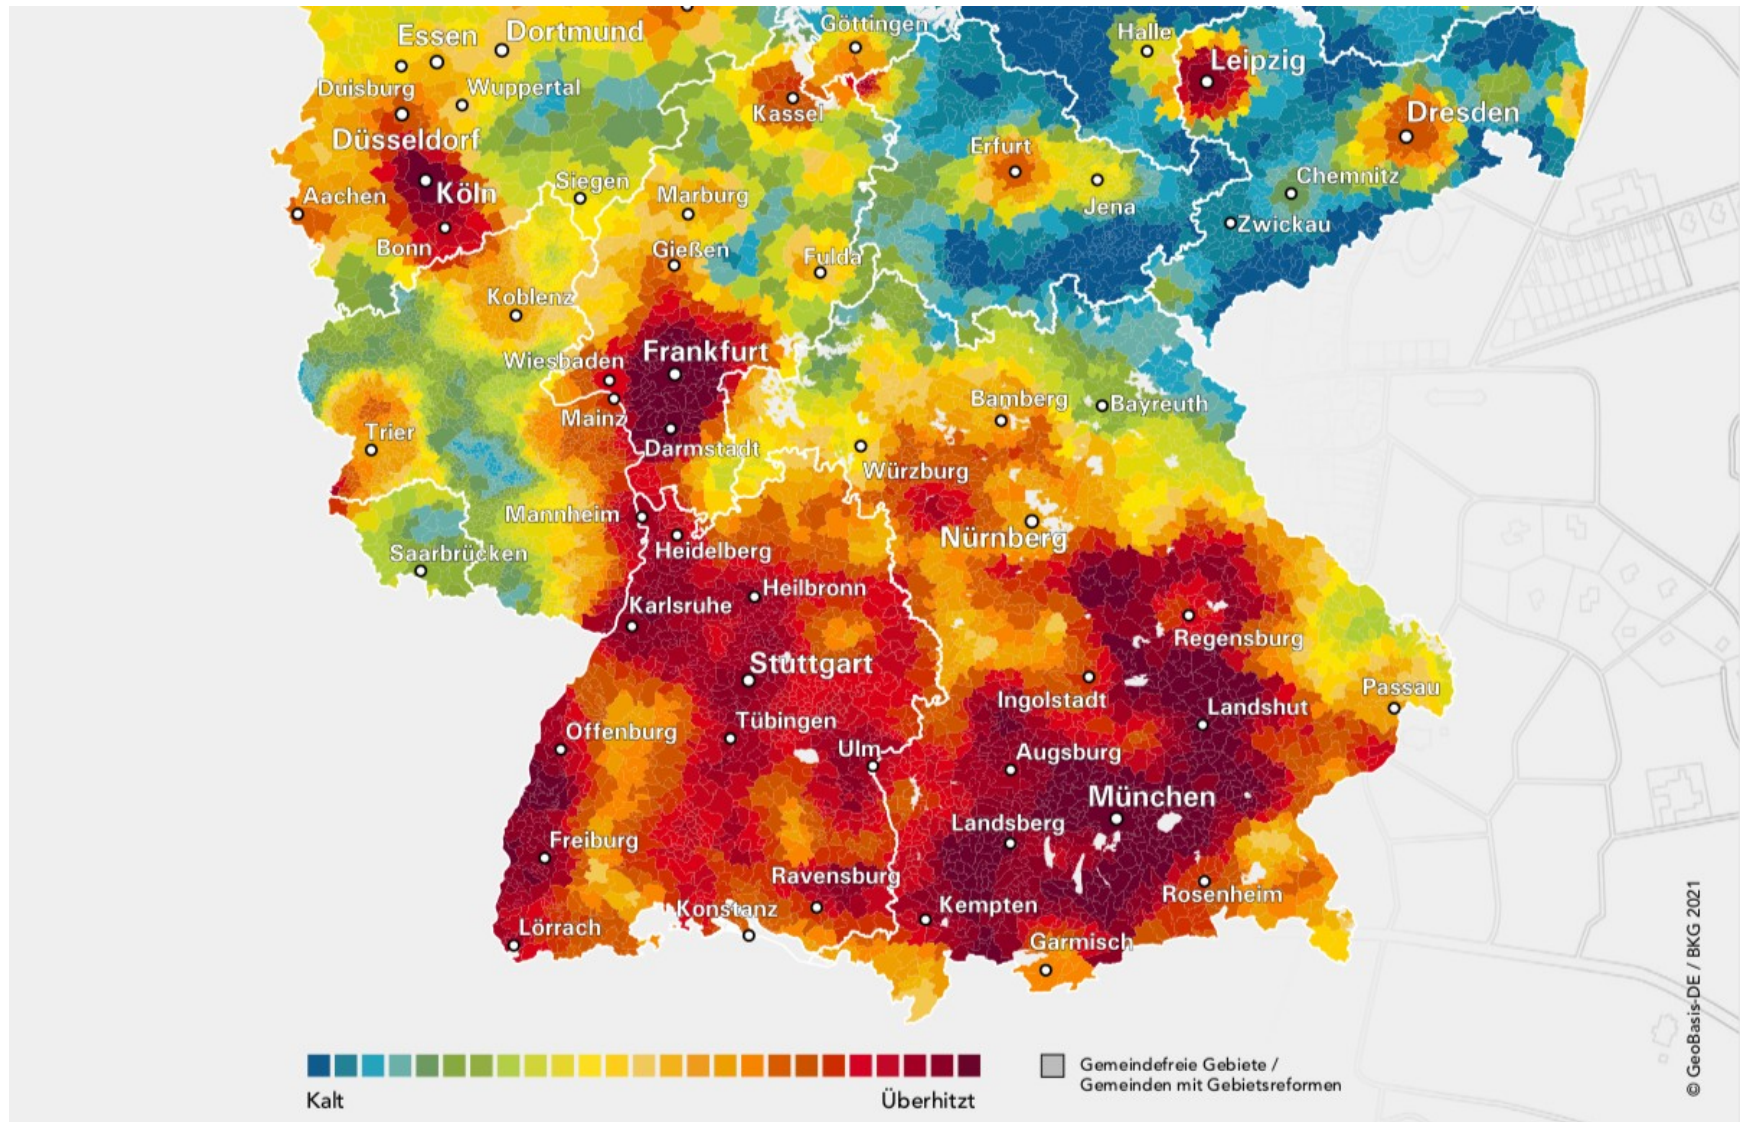 Göttingen
Essen
Dortmund
Halle
Leipzig
Duisburg
Wuppertal
Kassel
Dresden
Düsseldorf
Erfurt
Siegen
Chemnitz
Aachen
Köln
Marburg
Jena
Zwickau
Bonn
Gießen
Fulda
Koblenz
Wiesbaden
Frankfurt
Bamberg
Bayreuth
Mainz
Trier
Darmstadt
Würzburg
Mannheim
Nürnberg
Saarbrücken
Heidelberg
Heilbronn
Karlsruhe
Regensburg
Stuttgart
Passau
Ingolstadt
Landshut
Offenburg
Tübingen
Ulm
Augsburg
München
Landsberg
Freiburg
Ravensburg
Rosenheim
Konstanz
Kempten
Lörrach
Garmisch
Kalt
Überhitzt
Gemeindefreie Gebiete /
Gemeinden mit Gebietsreformen
© GeoBasis-DE / BKG 2021